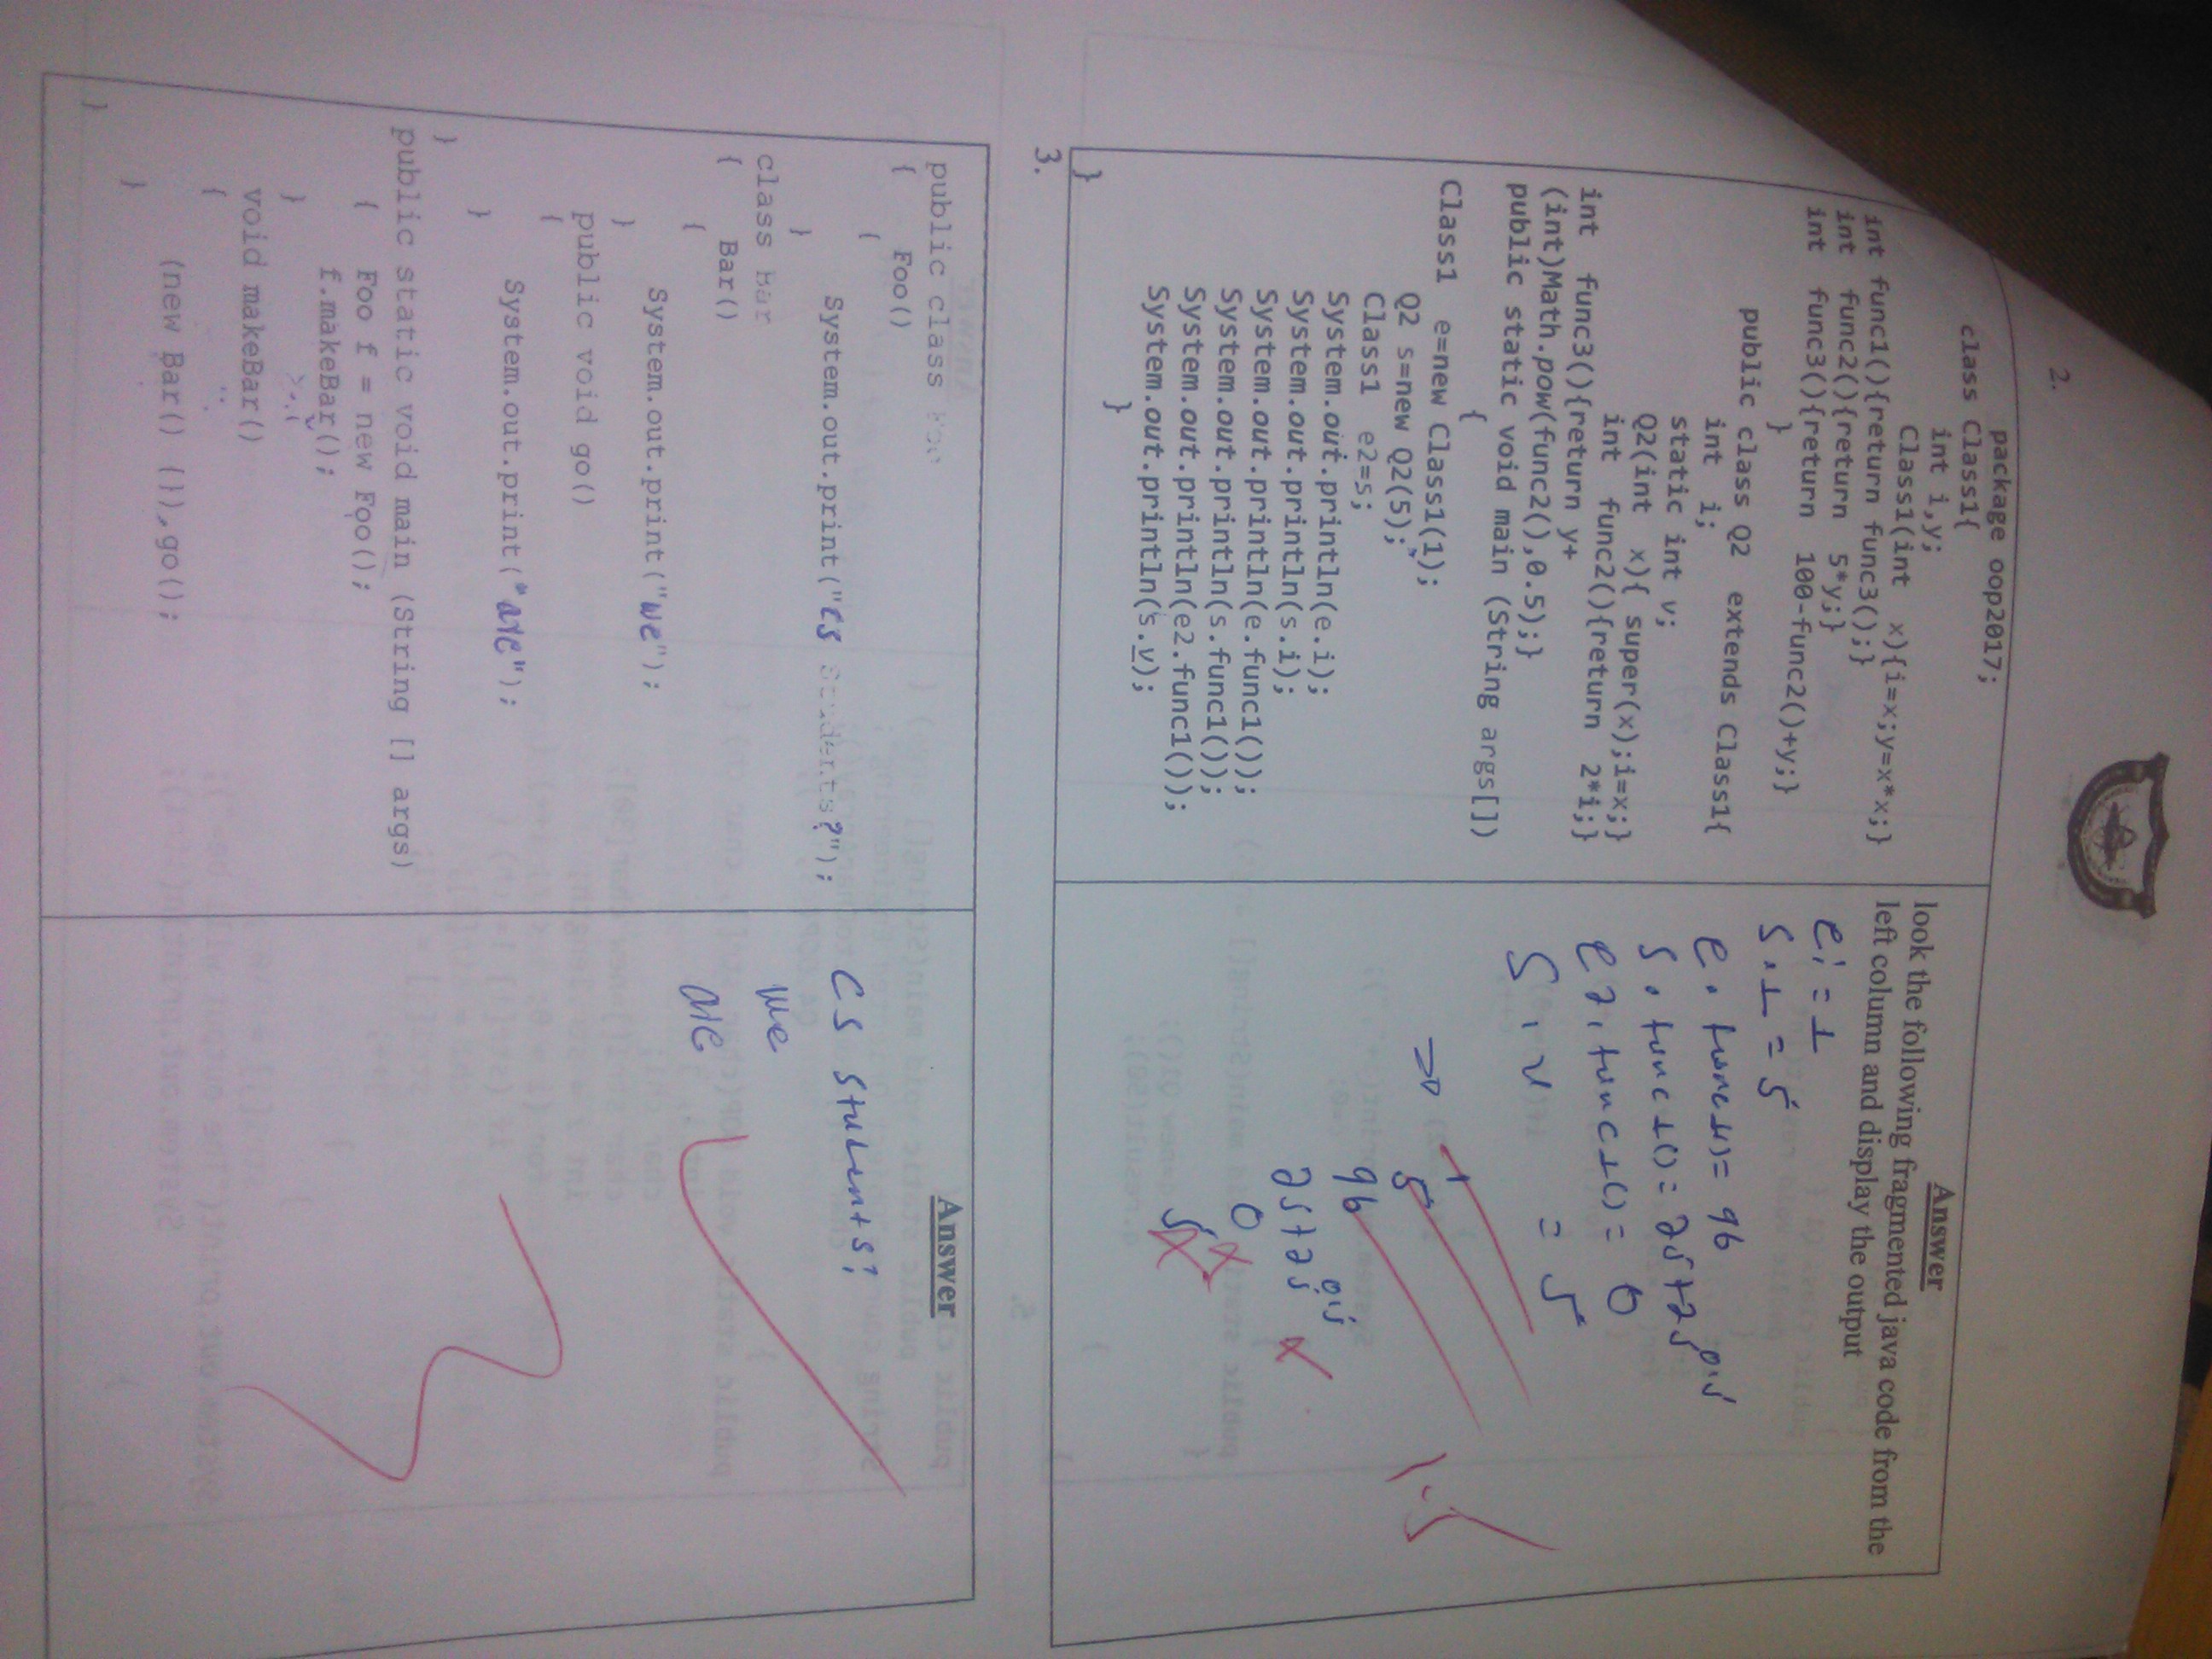 2.
package oop2017;
class Class1{
int i,y;
Class1(int x){i=x;y=x*x;}
int func1(){return func3();}
int func2(){return 5*y;}
int func3(){return 100-func2()+y;}
}
public class Q2 extends Class1{
int i;
static int v;
Q2(int x){ super(x);i=x;}
int func2(){return 2*i;}
int func3(){return y+
(int)Math.pow(func2(),0.5);}
public static void main (String args[])
{
Class1 e=new Class1(1);
Q2 s=new Q2(5);
Class1 e2=s;
System.out.println(e.i);
System.out.println(s.i);
System.out.println(e.func1());
System.out.println(s.func1());
System.out.println(e2.func1());
System.out.println(s.v);
}
}
Answer
look the following fragmented java code from the
left column and display the output
ei = 1
s.1 = 5
e. func1()= 96
s. func1()= 25+25^0.5
e2. func1()= 0
S. v = 5
=> 1
5
96
25+25^0.5
0
5
1.5
3.
public class Foo
{ Foo()
{
System.out.print("CS Students?");
}
class Bar
{ Bar()
{
System.out.print("we");
}
public void go()
{
System.out.print("are");
}
}
public static void main (String [] args)
{ Foo f = new Foo();
f.makeBar();
}
void makeBar()
{
(new Bar() {}).go();
}
}
Answer
CS Students?
we
are